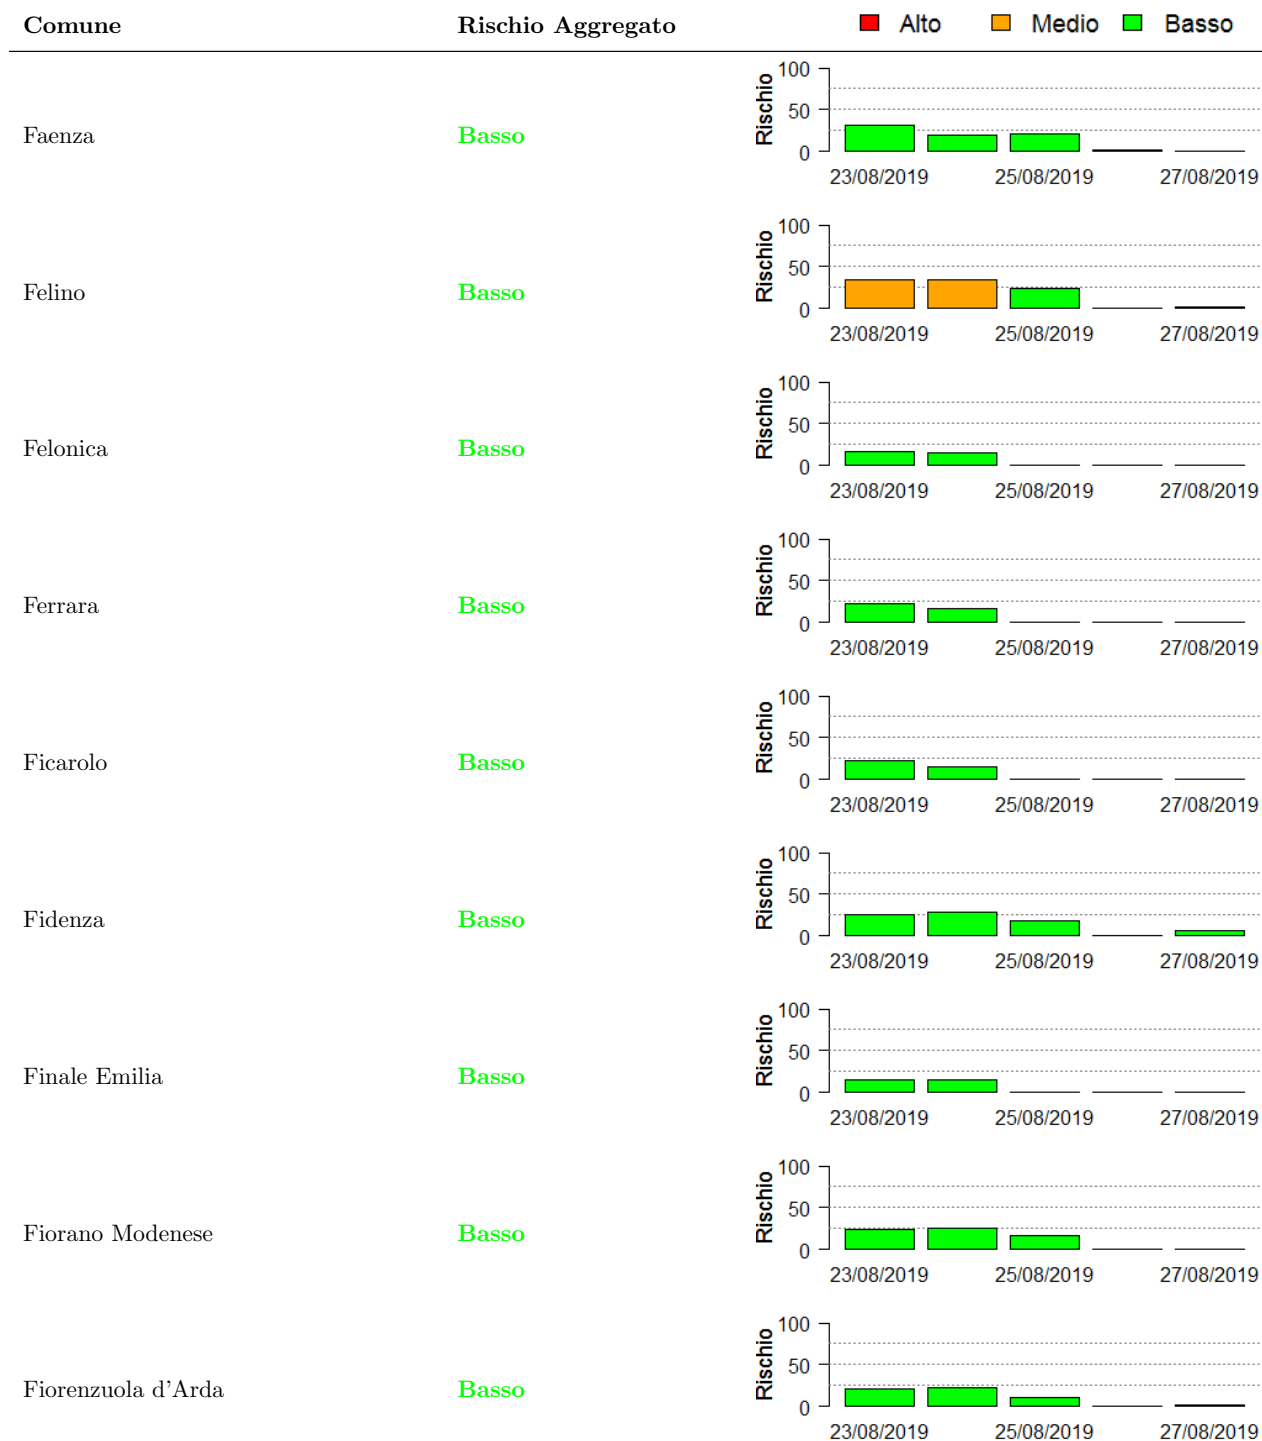 Comune Rischio Aggregato Alto Medio Basso
100
50
0
Rischio
Faenza Basso
23/08/2019 25/08/2019 27/08/2019
100
50
0
Rischio
Felino Basso
23/08/2019 25/08/2019 27/08/2019
100
50
0
Rischio
Felonica Basso
23/08/2019 25/08/2019 27/08/2019
100
50
0
Rischio
Ferrara Basso
23/08/2019 25/08/2019 27/08/2019
100
50
0
Rischio
Ficarolo Basso
23/08/2019 25/08/2019 27/08/2019
100
50
0
Rischio
Fidenza Basso
23/08/2019 25/08/2019 27/08/2019
100
50
0
Rischio
Finale Emilia Basso
23/08/2019 25/08/2019 27/08/2019
100
50
0
Rischio
Fiorano Modenese Basso
23/08/2019 25/08/2019 27/08/2019
100
50
0
Rischio
Fiorenzuola d'Arda Basso
23/08/2019 25/08/2019 27/08/2019